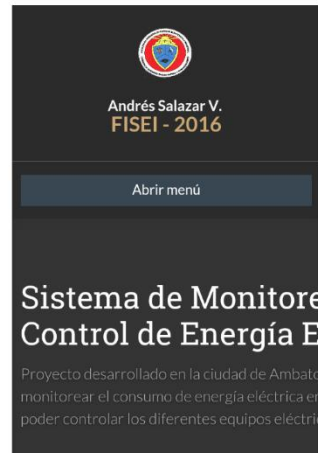 Andrés Salazar V.
FISEI - 2016
Abrir menú
Sistema de Monitore
Control de Energía E
Proyecto desarrollado en la ciudad de Ambato
monitorear el consumo de energía eléctrica en
poder controlar los diferentes equipos eléctri